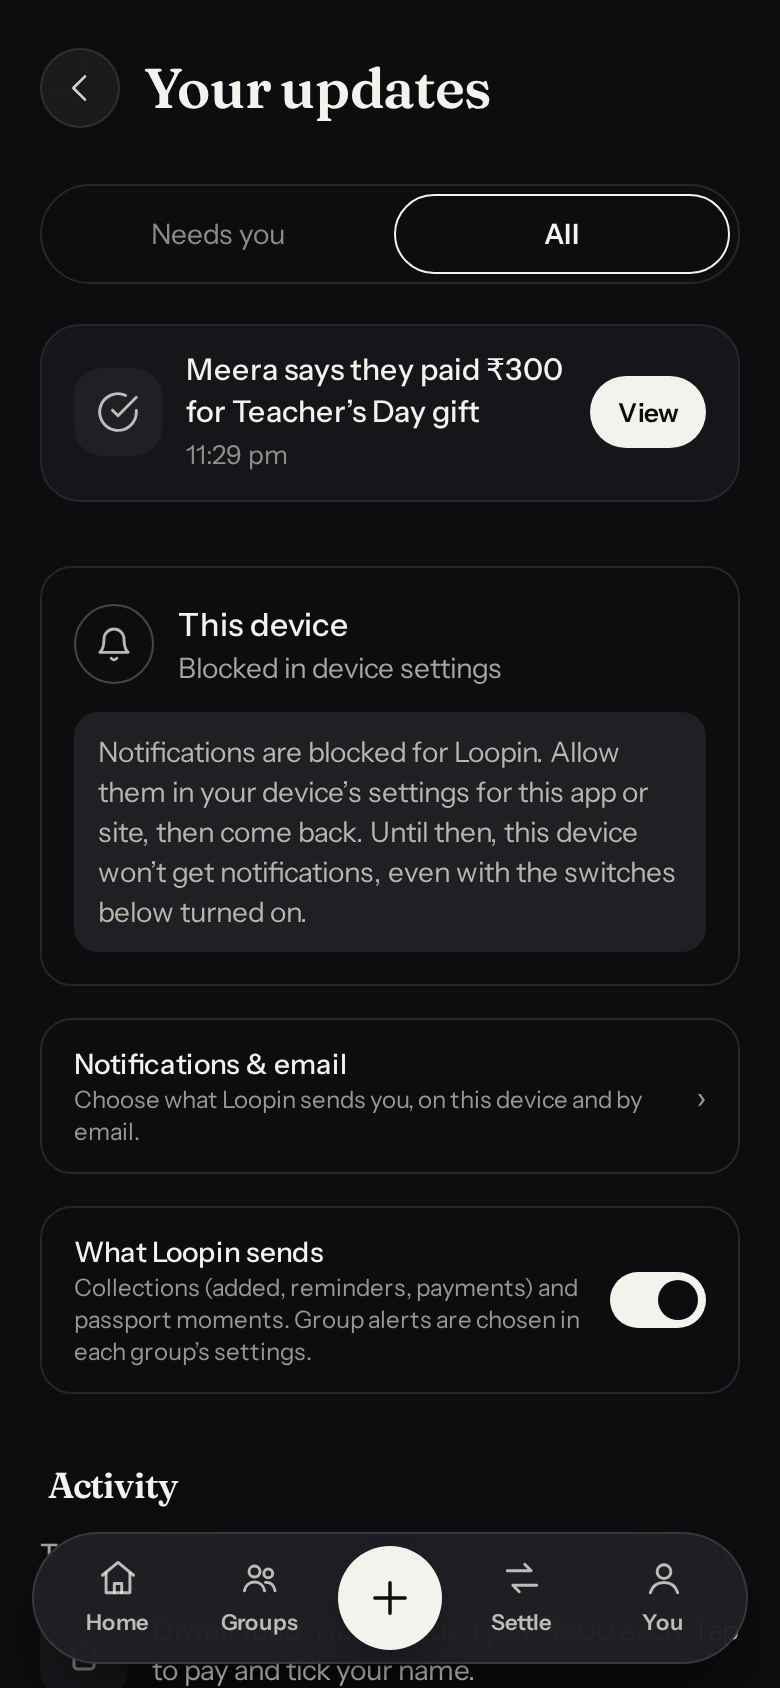 Your updates
Needs you
All
Meera says they paid ₹300
for Teacher’s Day gift
11:29 pm
View
This device
Blocked in device settings
Notifications are blocked for Loopin. Allow
them in your device’s settings for this app or
site, then come back. Until then, this device
won’t get notifications, even with the switches
below turned on.
Notifications & email
Choose what Loopin sends you, on this device and by
email.
›
What Loopin sends
Collections (added, reminders, payments) and
passport moments. Group alerts are chosen in
each group’s settings.
Activity
Home
Groups
Settle
You
each. Tap
to pay and tick your name.